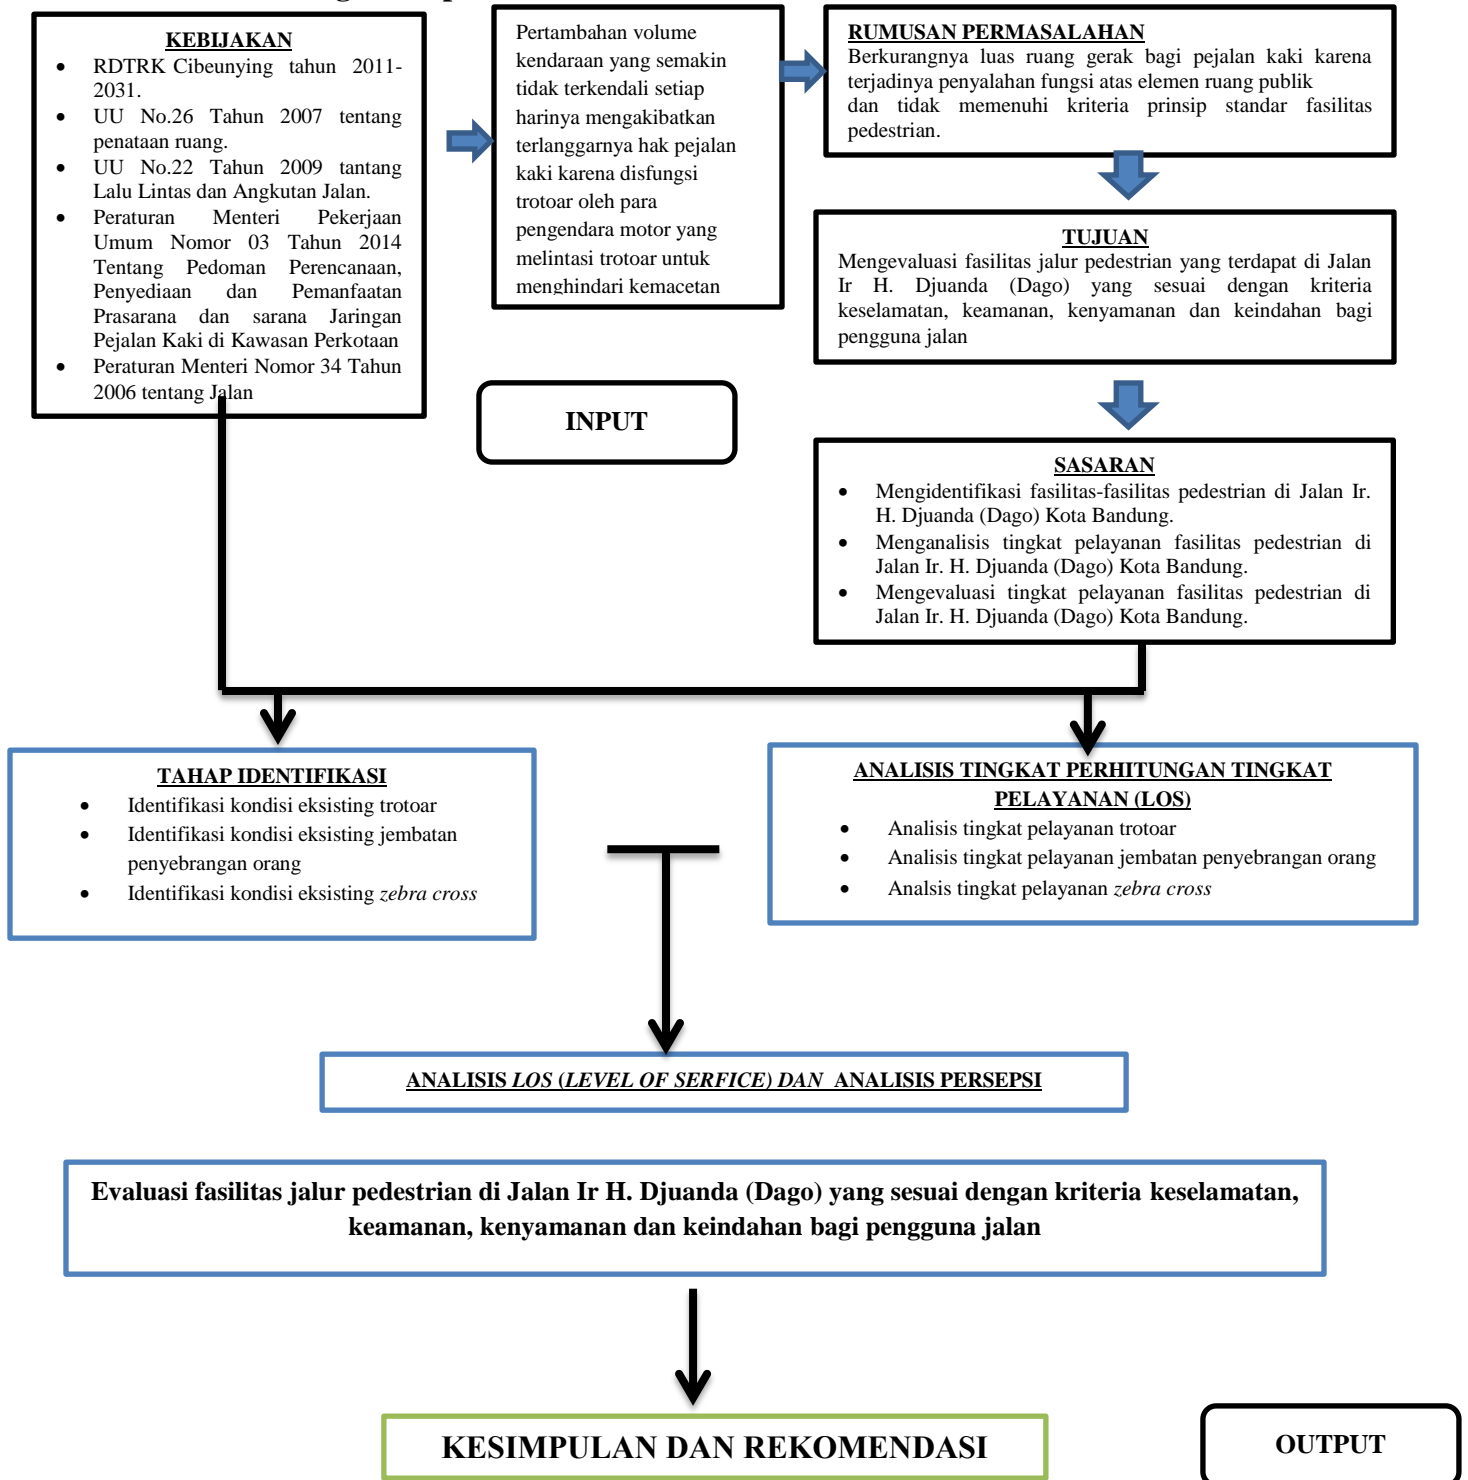 KEBIJAKAN
• RDTRK Cibeunying tahun 2011-
2031.
• UU No.26 Tahun 2007 tentang
penataan ruang.
• UU No.22 Tahun 2009 tantang
Lalu Lintas dan Angkutan Jalan.
• Peraturan Menteri Pekerjaan
Umum Nomor 03 Tahun 2014
Tentang Pedoman Perencanaan,
Penyediaan dan Pemanfaatan
Prasarana dan sarana Jaringan
Pejalan Kaki di Kawasan Perkotaan
• Peraturan Menteri Nomor 34 Tahun
2006 tentang Jalan
Pertambahan volume
kendaraan yang semakin
tidak terkendali setiap
harinya mengakibatkan
terlanggarnya hak pejalan
kaki karena disfungsi
trotoar oleh para
pengendara motor yang
melintasi trotoar untuk
menghindari kemacetan
RUMUSAN PERMASALAHAN
Berkurangnya luas ruang gerak bagi pejalan kaki karena
terjadinya penyalahan fungsi atas elemen ruang publik
dan tidak memenuhi kriteria prinsip standar fasilitas
pedestrian.
TUJUAN
Mengevaluasi fasilitas jalur pedestrian yang terdapat di Jalan
Ir H. Djuanda (Dago) yang sesuai dengan kriteria
keselamatan, keamanan, kenyamanan dan keindahan bagi
pengguna jalan
INPUT
SASARAN
• Mengidentifikasi fasilitas-fasilitas pedestrian di Jalan Ir.
H. Djuanda (Dago) Kota Bandung.
• Menganalisis tingkat pelayanan fasilitas pedestrian di
Jalan Ir. H. Djuanda (Dago) Kota Bandung.
• Mengevaluasi tingkat pelayanan fasilitas pedestrian di
Jalan Ir. H. Djuanda (Dago) Kota Bandung.
TAHAP IDENTIFIKASI
• Identifikasi kondisi eksisting trotoar
• Identifikasi kondisi eksisting jembatan
penyebrangan orang
• Identifikasi kondisi eksisting zebra cross
ANALISIS TINGKAT PERHITUNGAN TINGKAT
PELAYANAN (LOS)
• Analisis tingkat pelayanan trotoar
• Analisis tingkat pelayanan jembatan penyebrangan orang
• Analsis tingkat pelayanan zebra cross
ANALISIS LOS (LEVEL OF SERFICE) DAN ANALISIS PERSEPSI
Evaluasi fasilitas jalur pedestrian di Jalan Ir H. Djuanda (Dago) yang sesuai dengan kriteria keselamatan,
keamanan, kenyamanan dan keindahan bagi pengguna jalan
KESIMPULAN DAN REKOMENDASI
OUTPUT